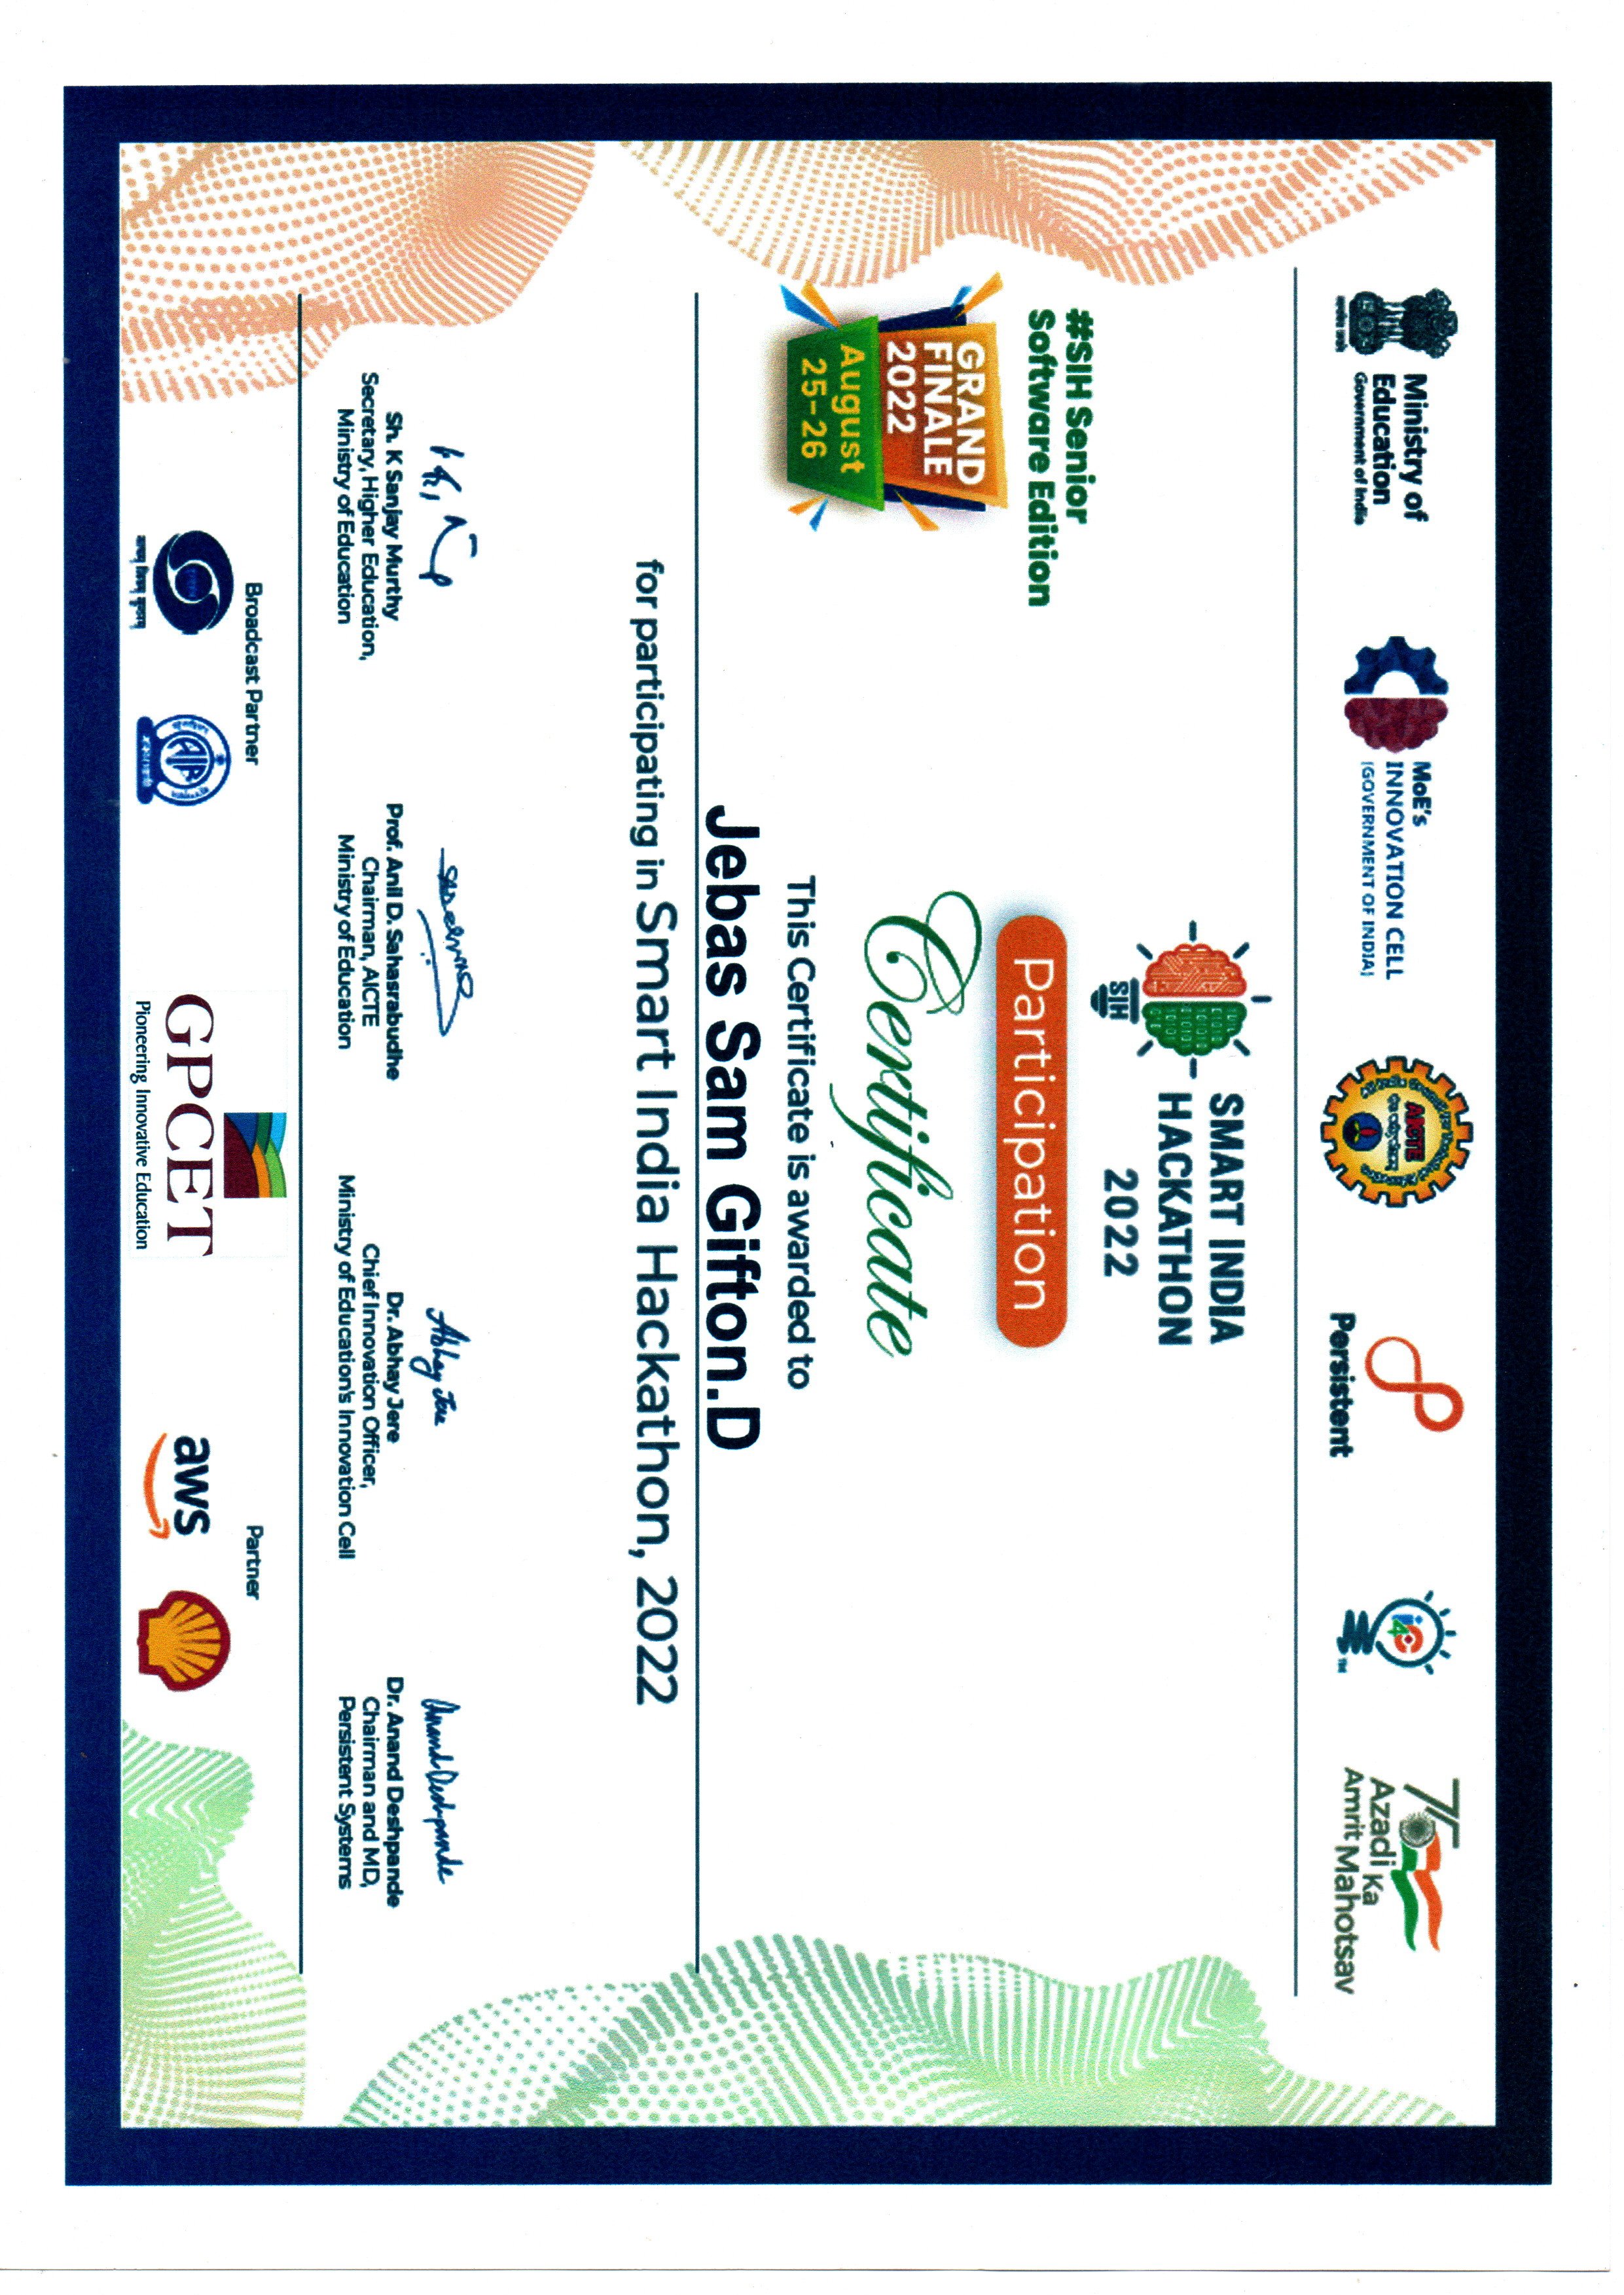 Ministry of
Education
Government of India
MoE's
INNOVATION CELL
(GOVERNMENT OF INDIA)
AICTE
Persistent
i4C
TM
75
Azadi Ka
Amrit Mahotsav
SMART INDIA
HACKATHON
2022
SIH
#SIH Senior
Software Edition
GRAND
FINALE
2022
August
25-26
Participation
Certificate
This Certificate is awarded to
Jebas Sam Gifton.D
for participating in Smart India Hackathon, 2022
Abhay Jere
Anand Deshpande
Sh. K Sanjay Murthy
Secretary, Higher Education,
Ministry of Education
Prof. Anil D. Sahasrabudhe
Chairman, AICTE
Ministry of Education
Dr. Abhay Jere
Chief Innovation Officer,
Ministry of Education's Innovation Cell
Dr. Anand Deshpande
Chairman and MD,
Persistent Systems
Broadcast Partner
AIR
GPCET
Pioneering Innovative Education
Partner
aws